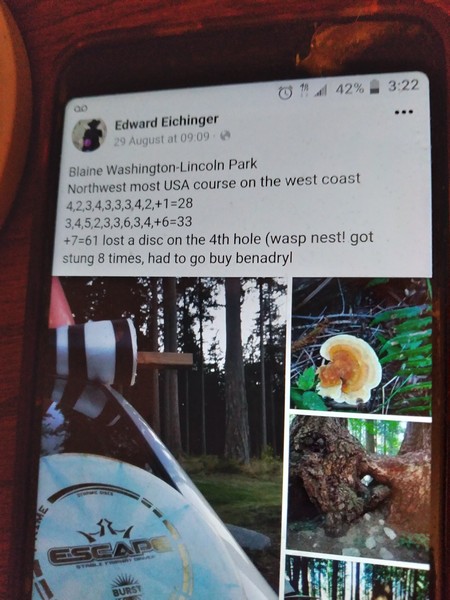 42% 3:22
Edward Eichinger
29 August at 09:09
Blaine Washington-Lincoln Park
Northwest most USA course on the west coast
4,2,3,4,3,3,3,4,2,+1=28
3,4,5,2,3,3,6,3,4,+6=33
+7=61 lost a disc on the 4th hole (wasp nest! got
stung 8 times, had to go buy benadryl
DYNAMIC DISCS
ESCAPE
BURST